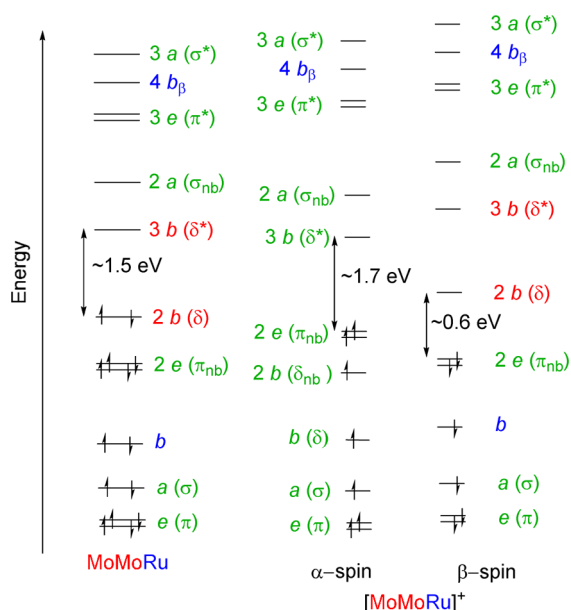 Energy
3 a (σ*)
4 bβ
3 e (π*)
2 a (σnb)
3 b (δ*)
~1.5 eV
2 b (δ)
2 e (πnb)
b
a (σ)
e (π)
MoMoRu
3 a (σ*)
4 bβ
3 e (π*)
2 a (σnb)
3 b (δ*)
~1.7 eV
2 e (πnb)
2 b (δnb )
b (δ)
a (σ)
e (π)
α−spin
3 a (σ*)
4 bβ
3 e (π*)
2 a (σnb)
3 b (δ*)
2 b (δ)
~0.6 eV
2 e (πnb)
b
a (σ)
e (π)
β−spin
[MoMoRu]+